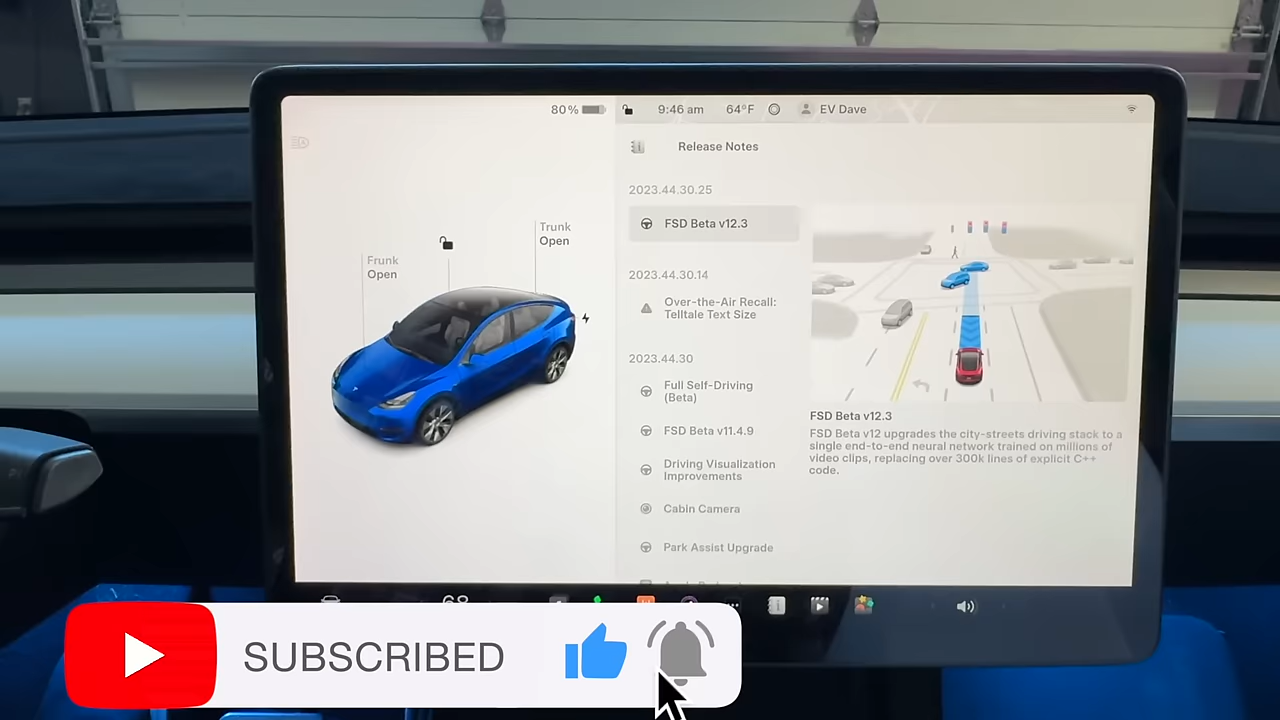 80%
9:46 am
64°F
EV Dave
Release Notes
2023.44.30.25
FSD Beta v12.3
2023.44.30.14
Over-the-Air Recall:
Telltale Text Size
2023.44.30
Full Self-Driving
(Beta)
FSD Beta v11.4.9
Driving Visualization
Improvements
Cabin Camera
Park Assist Upgrade
Trunk
Open
Frunk
Open
FSD Beta v12.3
FSD Beta v12 upgrades the city-streets driving stack to a
single end-to-end neural network trained on millions of
video clips, replacing over 300k lines of explicit C++
code.
SUBSCRIBED